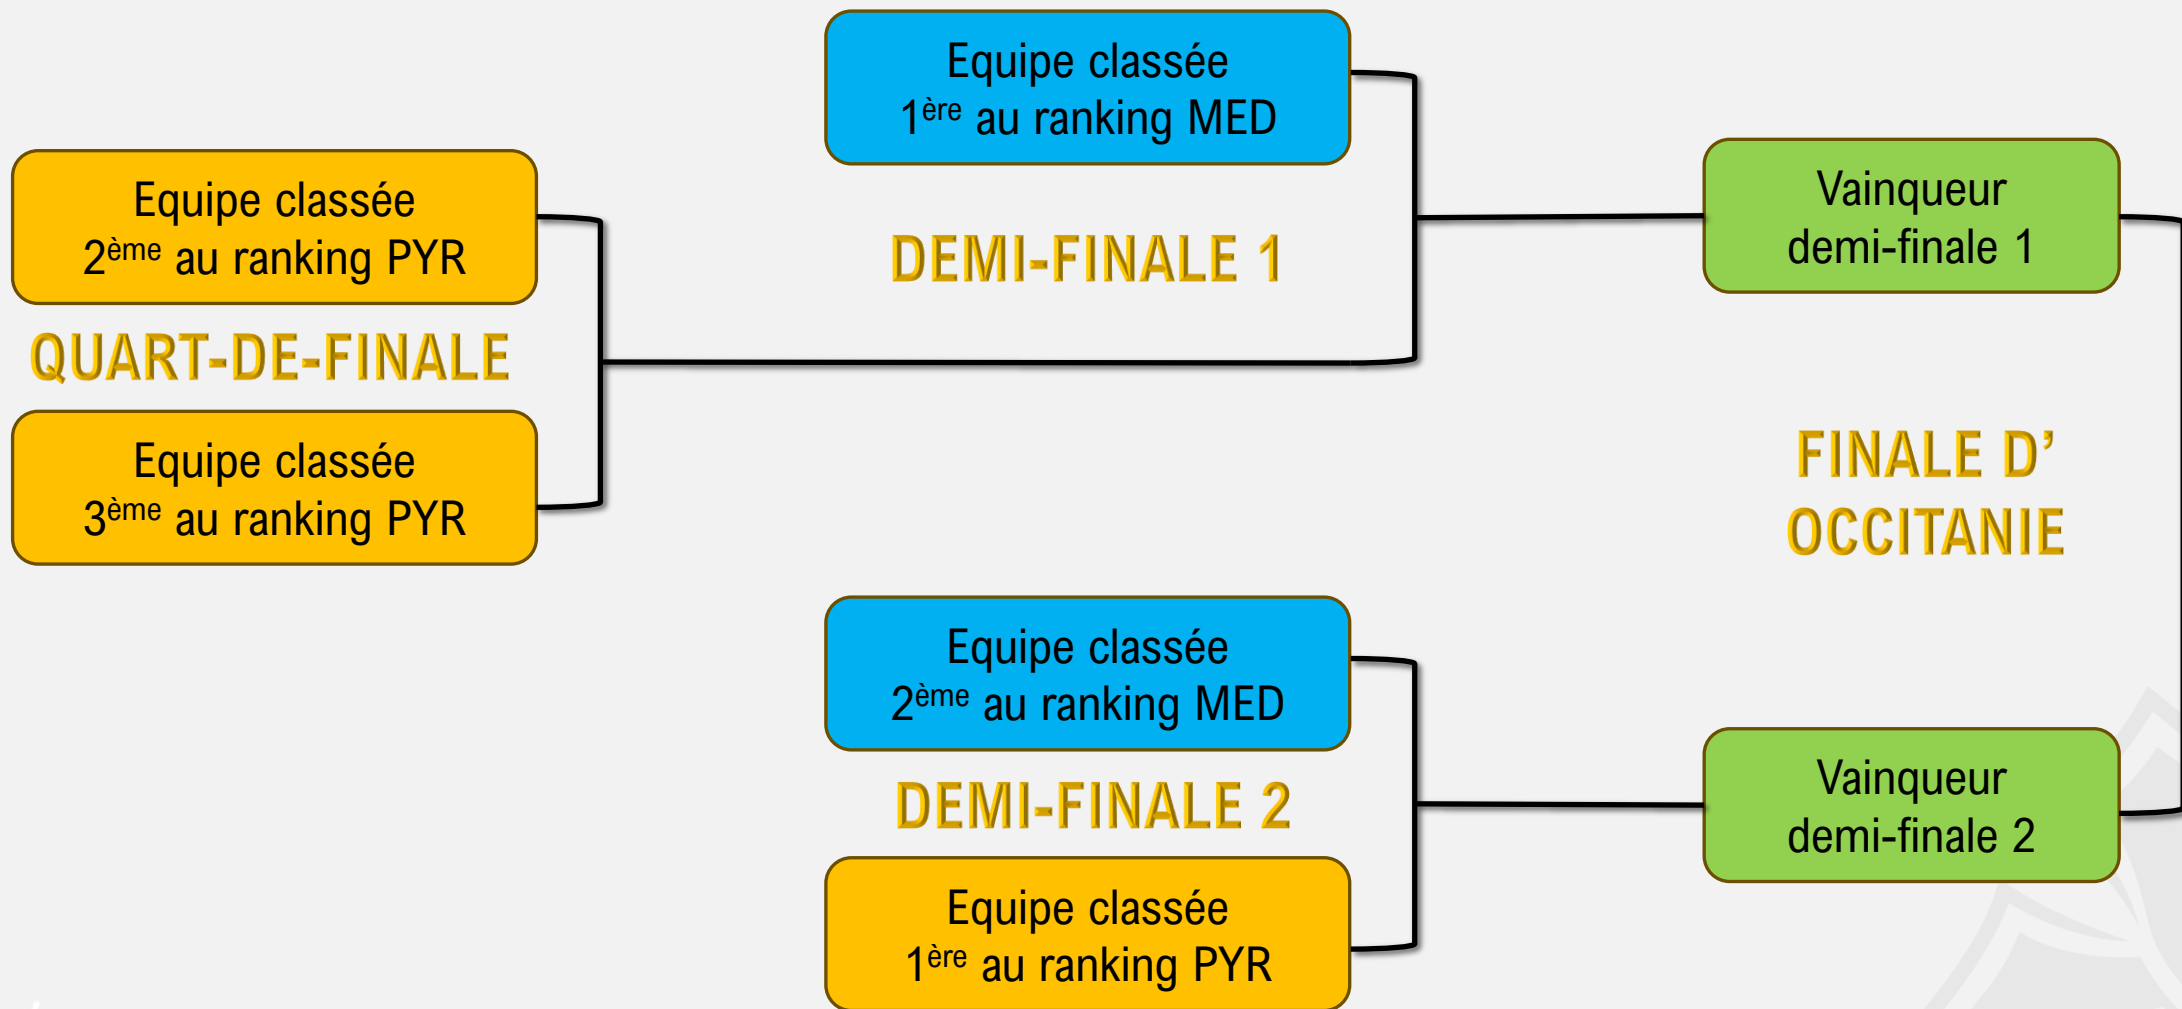 Equipe classée
1ère au ranking MED
Equipe classée
2ème au ranking PYR
QUART-DE-FINALE
Equipe classée
3ème au ranking PYR
DEMI-FINALE 1
Vainqueur
demi-finale 1
FINALE D'
OCCITANIE
Equipe classée
2ème au ranking MED
DEMI-FINALE 2
Equipe classée
1ère au ranking PYR
Vainqueur
demi-finale 2